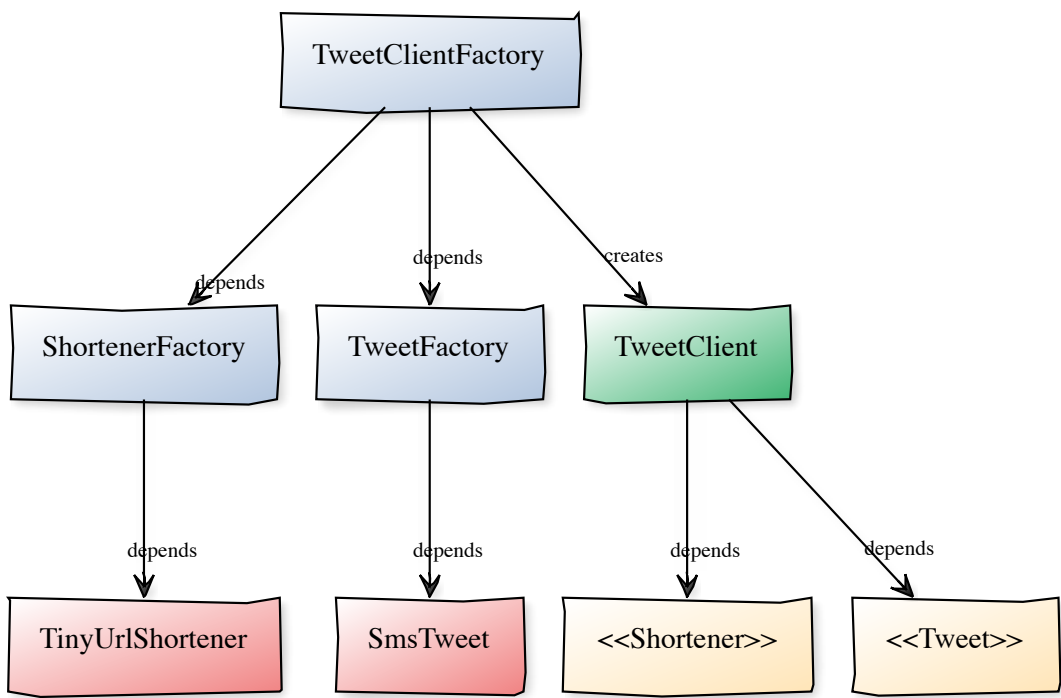 TweetClientFactory
depends
depends
creates
ShortenerFactory
TweetFactory
TweetClient
depends
depends
depends
depends
TinyUrlShortener
SmsTweet
<<Shortener>>
<<Tweet>>